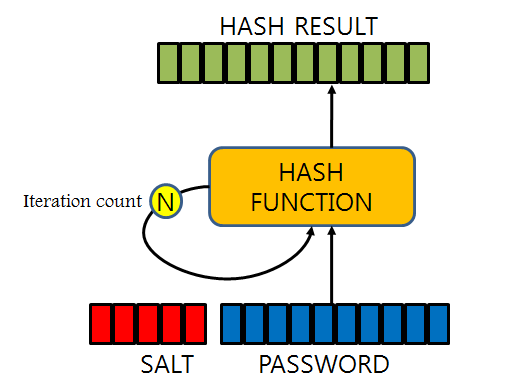 HASH RESULT
HASH
FUNCTION
Iteration count
N
SALT
PASSWORD